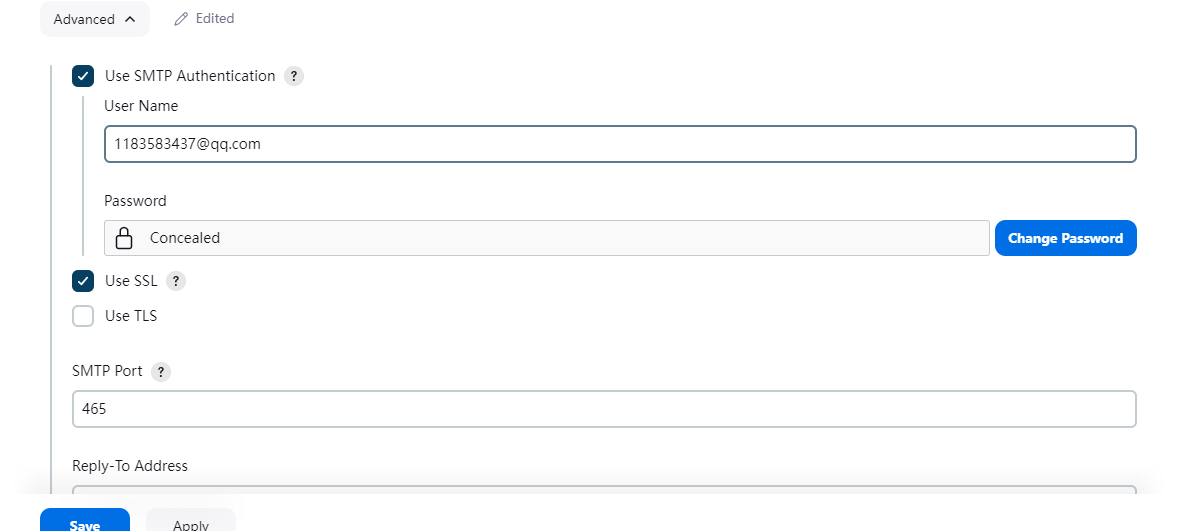 Advanced
Edited
Use SMTP Authentication ?
User Name
1183583437@qq.com
Password
Concealed
Change Password
Use SSL ?
Use TLS
SMTP Port ?
465
Reply-To Address
Save
Apply